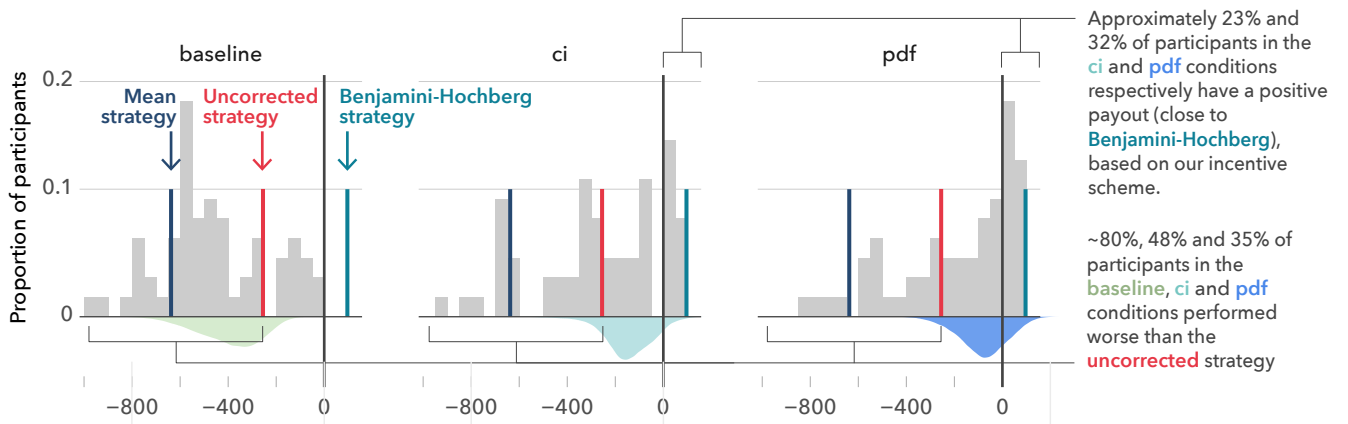 baseline
ci
pdf
Proportion of participants
0.2
0.1
0
Mean
strategy
Uncorrected
strategy
Benjamini-Hochberg
strategy
−800
−400
0
−800
−400
0
−800
−400
0
Approximately 23% and
32% of participants in the
ci and pdf conditions
respectively have a positive
payout (close to
Benjamini-Hochberg),
based on our incentive
scheme.
~80%, 48% and 35% of
participants in the
baseline, ci and pdf
conditions performed
worse than the
uncorrected strategy